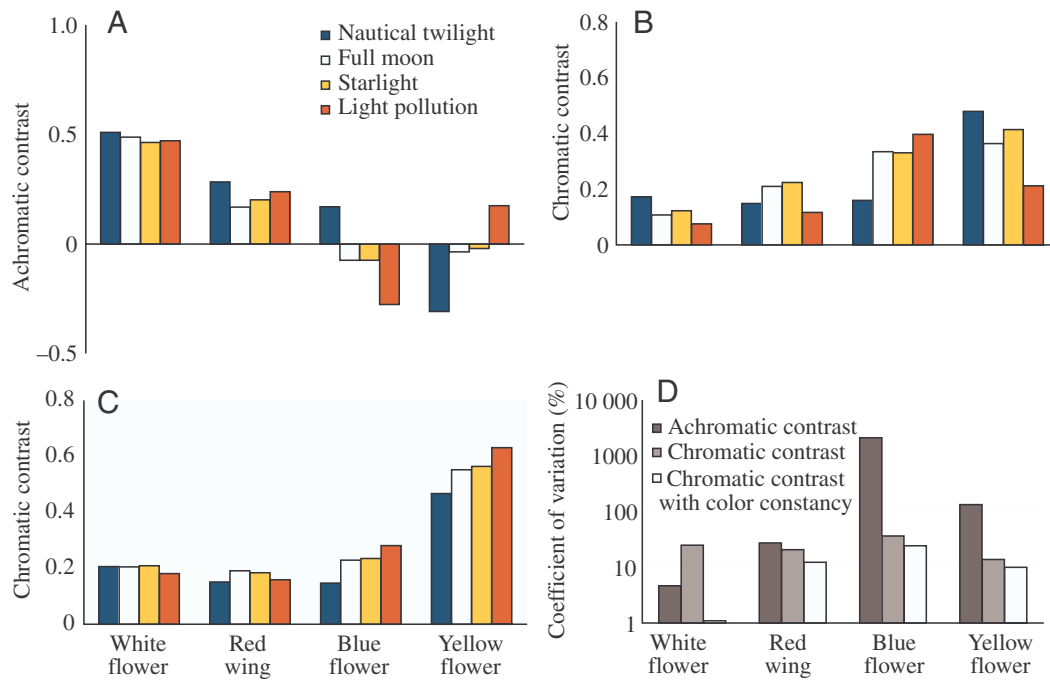 A
1.0
0.5
0
–0.5
Achromatic contrast
Nautical twilight
Full moon
Starlight
Light pollution
B
0.8
0.6
0.4
0.2
0
Chromatic contrast
C
0.8
0.6
0.4
0.2
0
Chromatic contrast
White
flower
Red
wing
Blue
flower
Yellow
flower
D
10 000
1000
100
10
1
Coefficient of variation (%)
Achromatic contrast
Chromatic contrast
Chromatic contrast
with color constancy
White
flower
Red
wing
Blue
flower
Yellow
flower